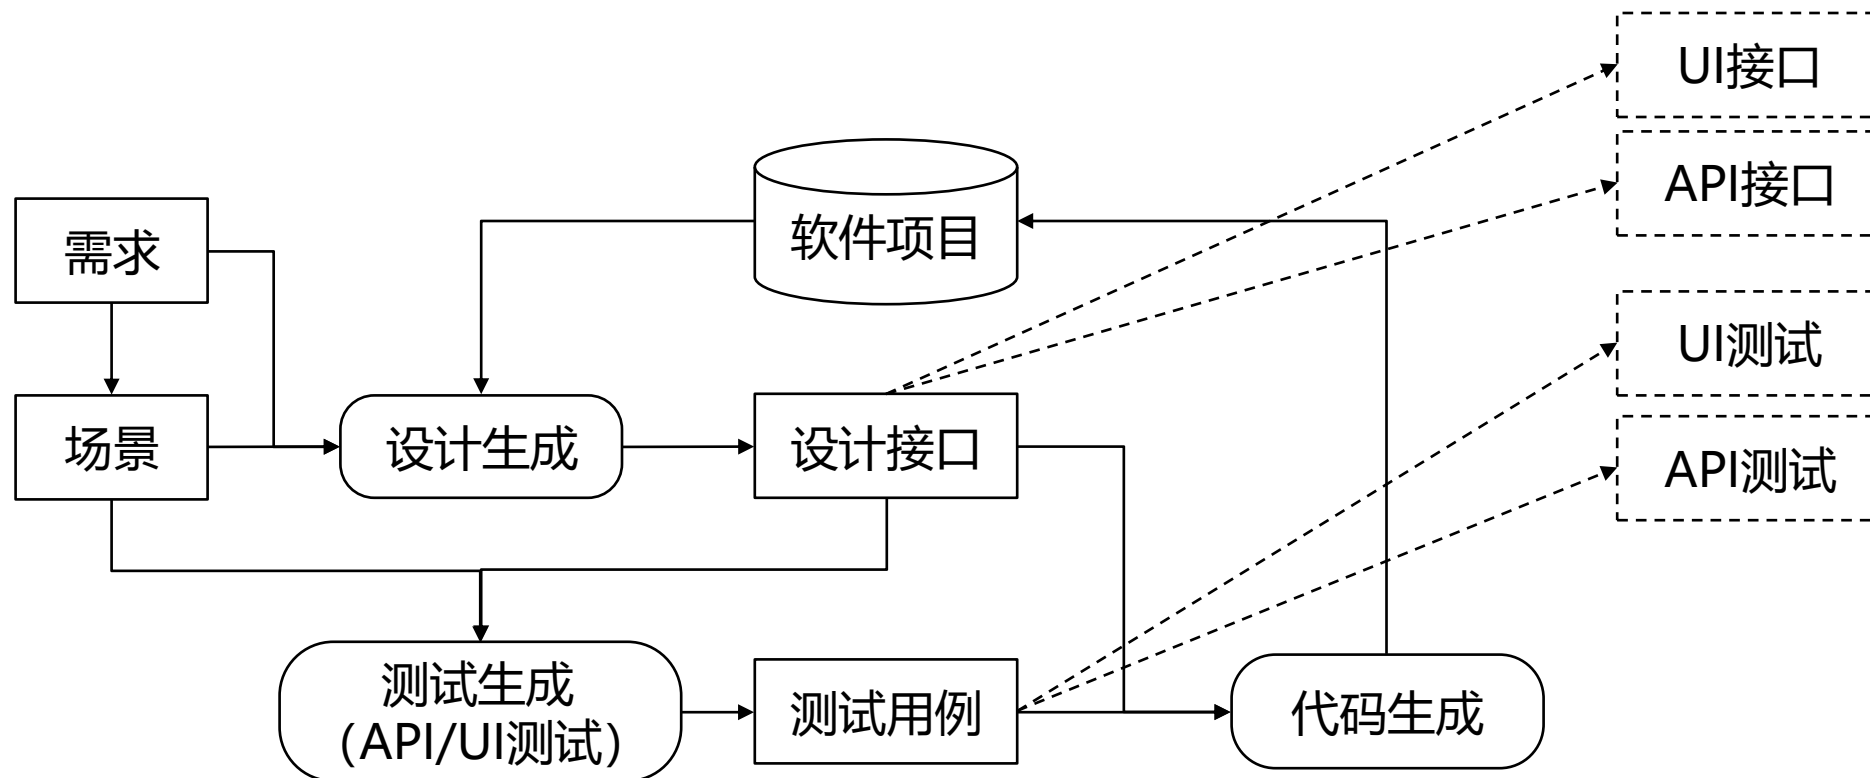 UI接口
API接口
软件项目
需求
UI测试
场景
设计生成
设计接口
API测试
测试生成
(API/UI测试)
测试用例
代码生成